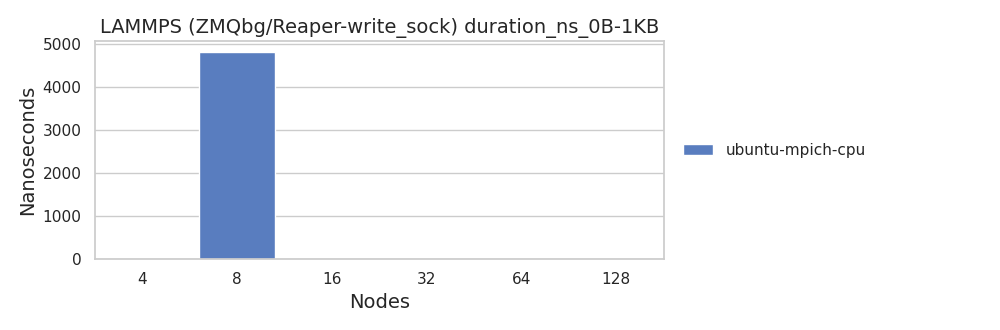 LAMMPS (ZMQbg/Reaper-write_sock) duration_ns_0B-1KB
5000
4000
3000
2000
1000
0
Nanoseconds
4 8 16 32 64 128
Nodes
ubuntu-mpich-cpu